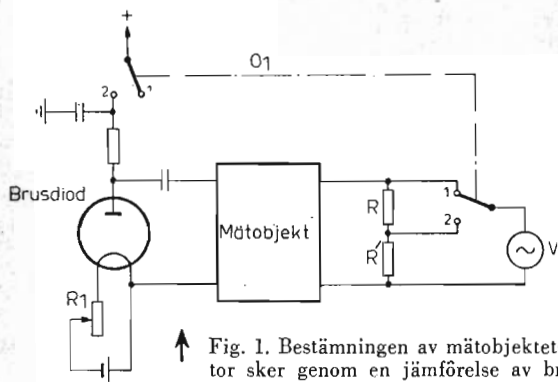 +
O1
2 1
Brusdiod
Mätobjekt
R
1
2
R'
V
R1
Fig. 1. Bestämningen av mätobjektet
tor sker genom en jämförelse av b